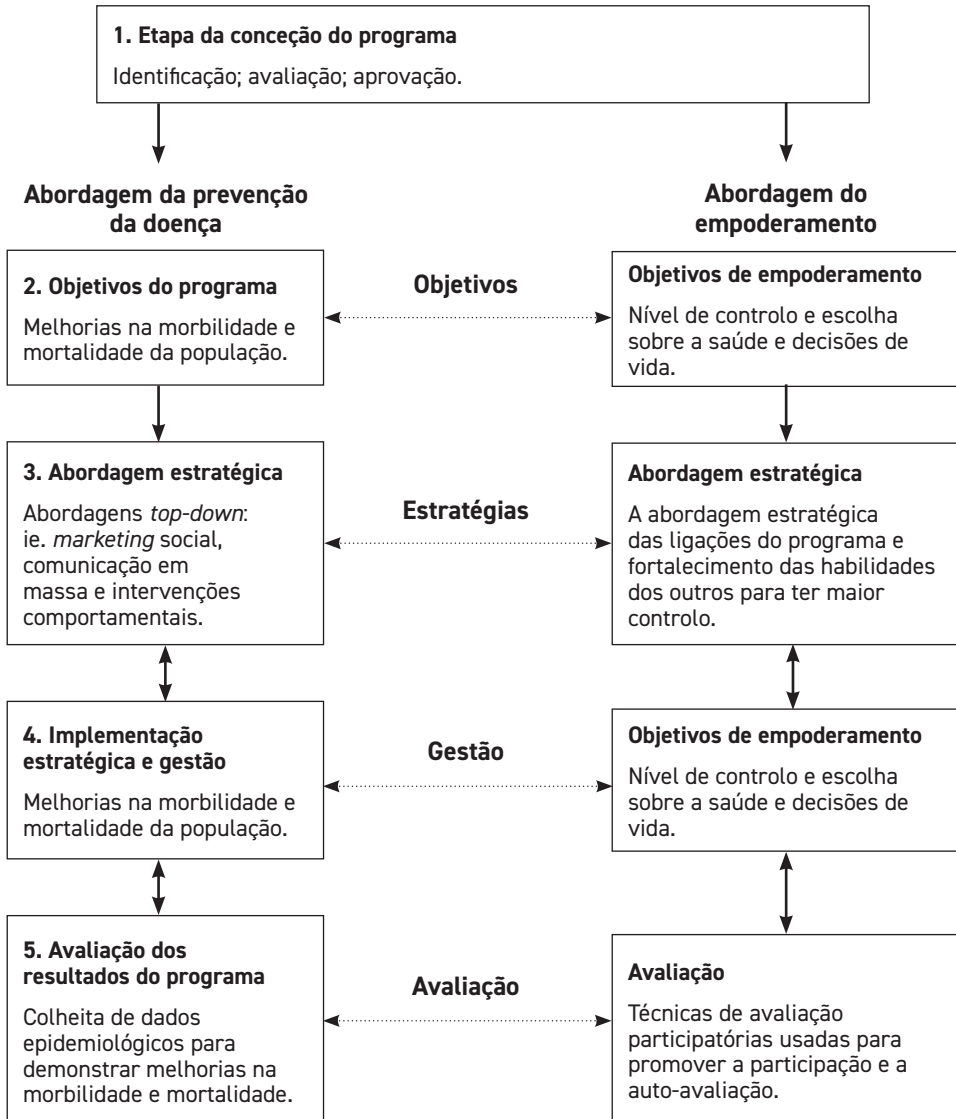 1. Etapa da conceção do programa
Identificação; avaliação; aprovação.
Abordagem da prevenção
da doença
Abordagem do
empoderamento
2. Objetivos do programa
Melhorias na morbilidade e
mortalidade da população.
Objetivos
Objetivos de empoderamento
Nível de controlo e escolha
sobre a saúde e decisões de
vida.
3. Abordagem estratégica
Abordagens top-down:
ie. marketing social,
comunicação em
massa e intervenções
comportamentais.
Estratégias
Abordagem estratégica
A abordagem estratégica
das ligações do programa e
fortalecimento das habilidades
dos outros para ter maior
controlo.
4. Implementação
estratégica e gestão
Melhorias na morbilidade e
mortalidade da população.
Gestão
Objetivos de empoderamento
Nível de controlo e escolha
sobre a saúde e decisões de
vida.
5. Avaliação dos
resultados do programa
Colheita de dados
epidemiológicos para
demonstrar melhorias na
morbilidade e mortalidade.
Avaliação
Avaliação
Técnicas de avaliação
participatórias usadas para
promover a participação e a
auto-avaliação.